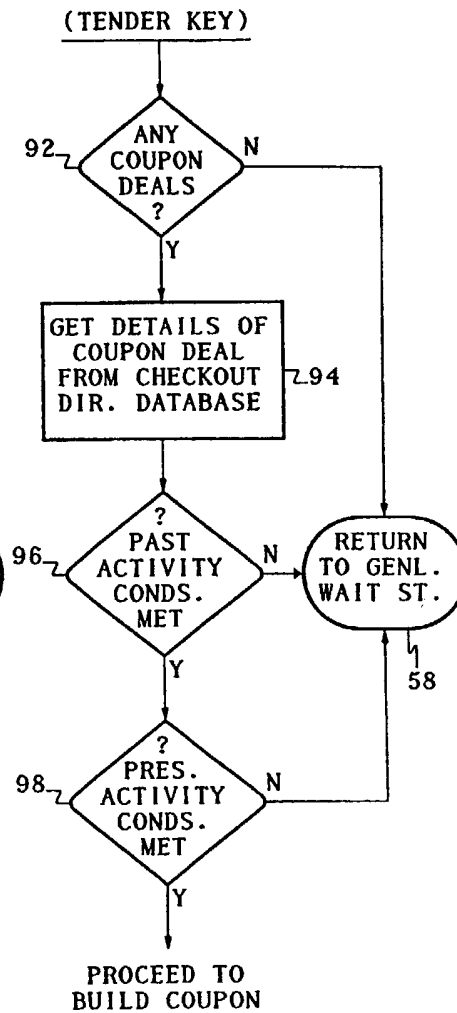 (TENDER KEY)
92
ANY
COUPON
DEALS
?
N
Y
GET DETAILS OF
COUPON DEAL
FROM CHECKOUT
DIR. DATABASE
94
96
?
PAST
ACTIVITY
CONDS.
MET
N
Y
RETURN
TO GENL.
WAIT ST.
58
98
?
PRES.
ACTIVITY
CONDS.
MET
N
Y
PROCEED TO
BUILD COUPON